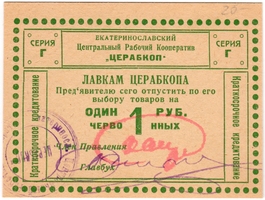 20-
ЕКАТЕРИНОСЛАВСКИЙ
Центральный Рабочий Кооператив
„ЦЕРАБКОП“
СЕРИЯ
Г
СЕРИЯ
Г
ЛАВКАМ ЦЕРАБКОПА
Пред'явителю сего отпустить по его
выбору товаров на
ОДИН 1 РУБ.
ЧЕРВО ННЫХ
Член Правления
Главбух
Краткосрочное кредитование
Краткосрочное кредитование